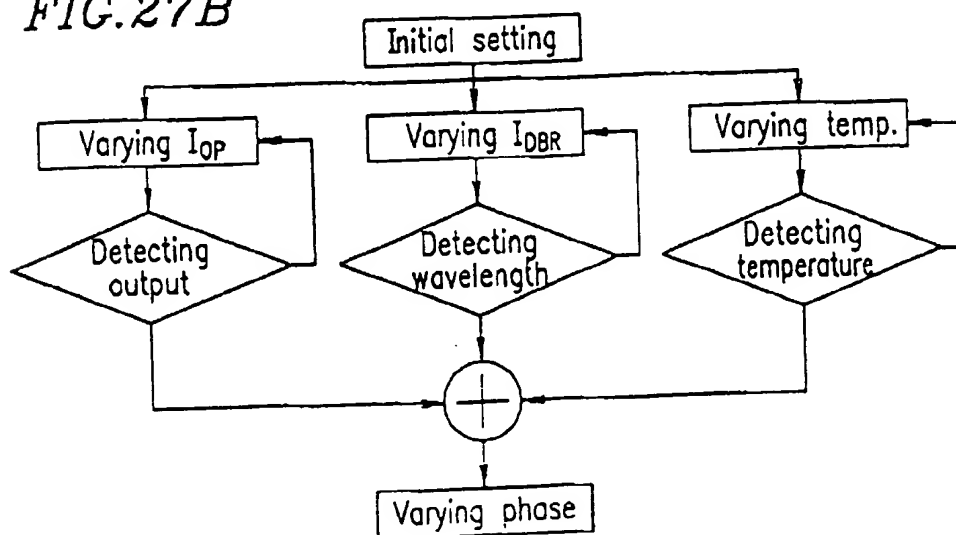 FIG.27B
Initial setting
Varying I_OP
Varying I_DBR
Varying temp.
Detecting
output
Detecting
wavelength
Detecting
temperature
Varying phase